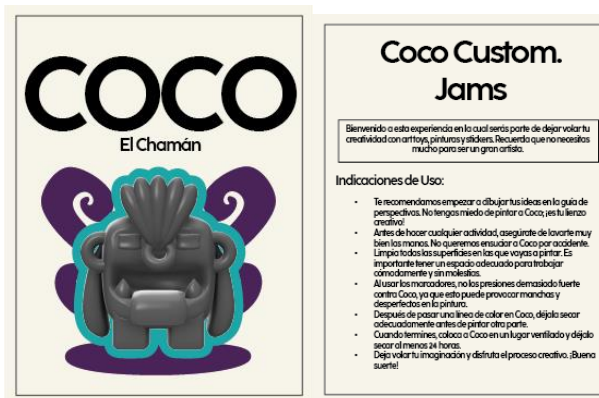 COCO
El Chamán
Coco Custom.
Jams
Bienvenido a esta experiencia en la cual serás parte de dejar volar tu
creatividad con art toys, pinturas y stickers. Recuerda que no necesitas
mucho para ser un gran artista.
Indicaciones de Uso:
• Te recomendamos empezar a dibujar tus ideas en la guía de
perspectivas. No tengas miedo de pintar a Coco; ¡es tu lienzo
creativo!
• Antes de hacer cualquier actividad, asegúrate de lavarte muy
bien las manos. No queremos ensuciar a Coco por accidente.
• Limpia todas las superficies en las que vayas a pintar. Es
importante tener un espacio adecuado para trabajar
cómodamente y sin molestias.
• Al usar los marcadores, no los presiones demasiado fuerte
contra Coco, ya que esto puede provocar manchas y
desperfectos en la pintura.
• Después de pasar una línea de color en Coco, déjala secar
adecuadamente antes de pintar otra parte.
• Cuando termines, coloca a Coco en un lugar ventilado y déjalo
secar al menos 24 horas.
• Deja volar tu imaginación y disfruta el proceso creativo. ¡Buena
suerte!